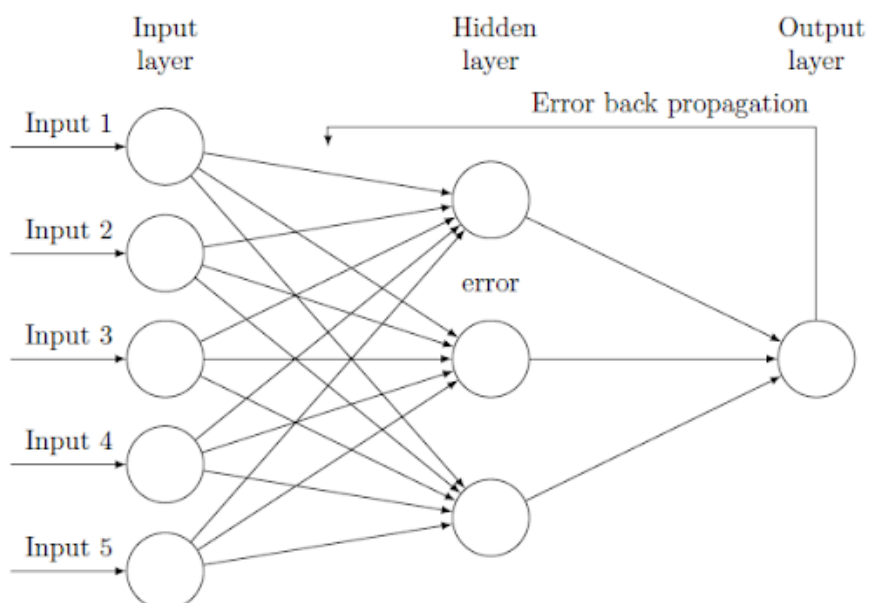 Input
layer
Hidden
layer
Output
layer
Error back propagation
Input 1
Input 2
error
Input 3
Input 4
Input 5